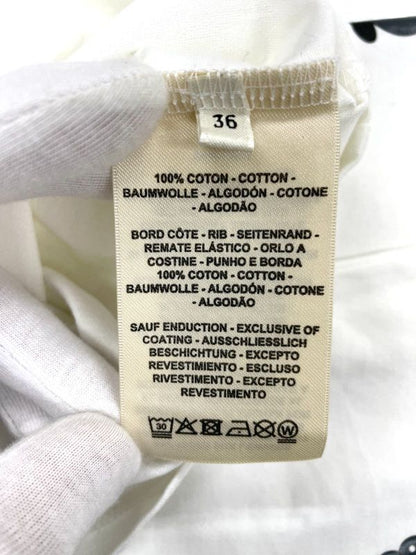 36
100% COTON - COTTON -
BAUMWOLLE - ALGODÓN - COTONE
- ALGODÃO
BORD CÔTE - RIB - SEITENRAND -
REMATE ELÁSTICO - ORLO A
COSTINE - PUNHO E BORDA
100% COTON - COTTON -
BAUMWOLLE - ALGODÓN - COTONE
- ALGODÃO
SAUF ENDUCTION - EXCLUSIVE OF
COATING - AUSSCHLIESSLICH
BESCHICHTUNG - EXCEPTO
REVESTIMIENTO - ESCLUSO
RIVESTIMENTO - EXCEPTO
REVESTIMENTO
30 W